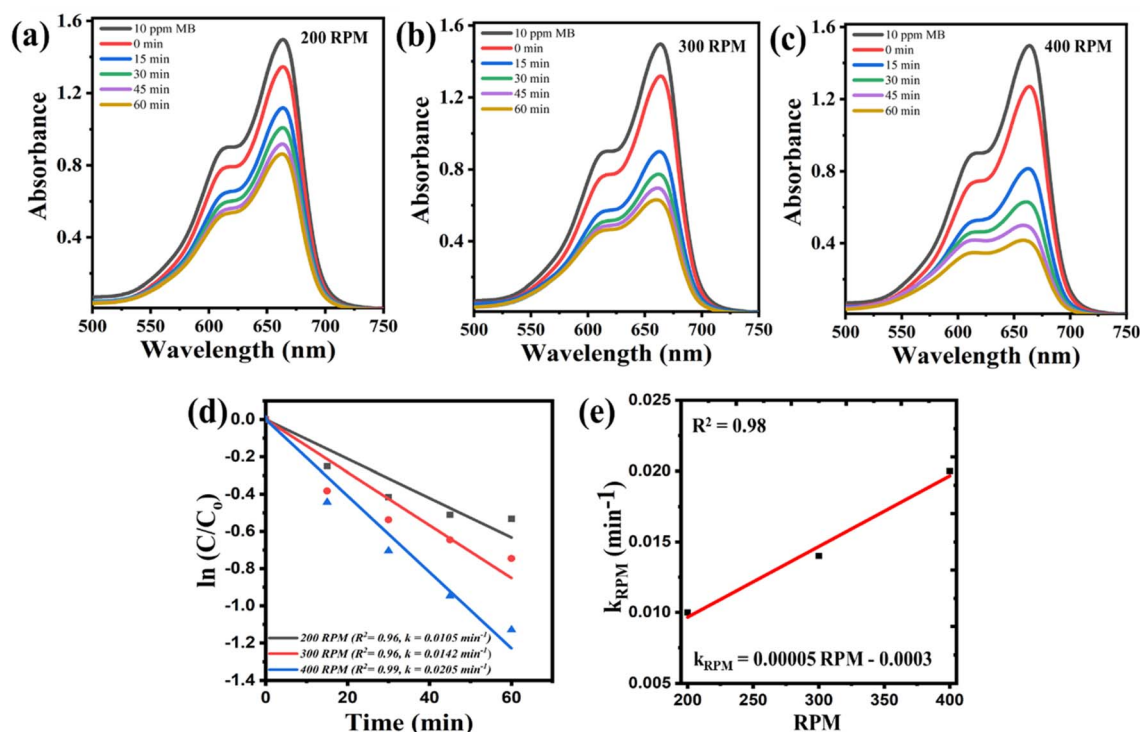 (a)
200 RPM
10 ppm MB
0 min
15 min
30 min
45 min
60 min
1.6
1.2
0.8
0.4
Absorbance
500 550 600 650 700 750
Wavelength (nm)
(b)
300 RPM
10 ppm MB
0 min
15 min
30 min
45 min
60 min
1.6
1.2
0.8
0.4
Absorbance
500 550 600 650 700 750
Wavelength (nm)
(c)
400 RPM
10 ppm MB
0 min
15 min
30 min
45 min
60 min
1.6
1.2
0.8
0.4
Absorbance
500 550 600 650 700 750
Wavelength (nm)
(d)
0.0
-0.2
-0.4
-0.6
-0.8
-1.0
-1.2
-1.4
ln (C/Co)
200 RPM (R²= 0.96, k = 0.0105 min⁻¹)
300 RPM (R²= 0.96, k = 0.0142 min⁻¹)
400 RPM (R²= 0.99, k = 0.0205 min⁻¹)
0 20 40 60
Time (min)
(e)
R² = 0.98
0.025
0.020
0.015
0.010
0.005
kRPM (min⁻¹)
kRPM = 0.00005 RPM - 0.0003
200 300 400
RPM